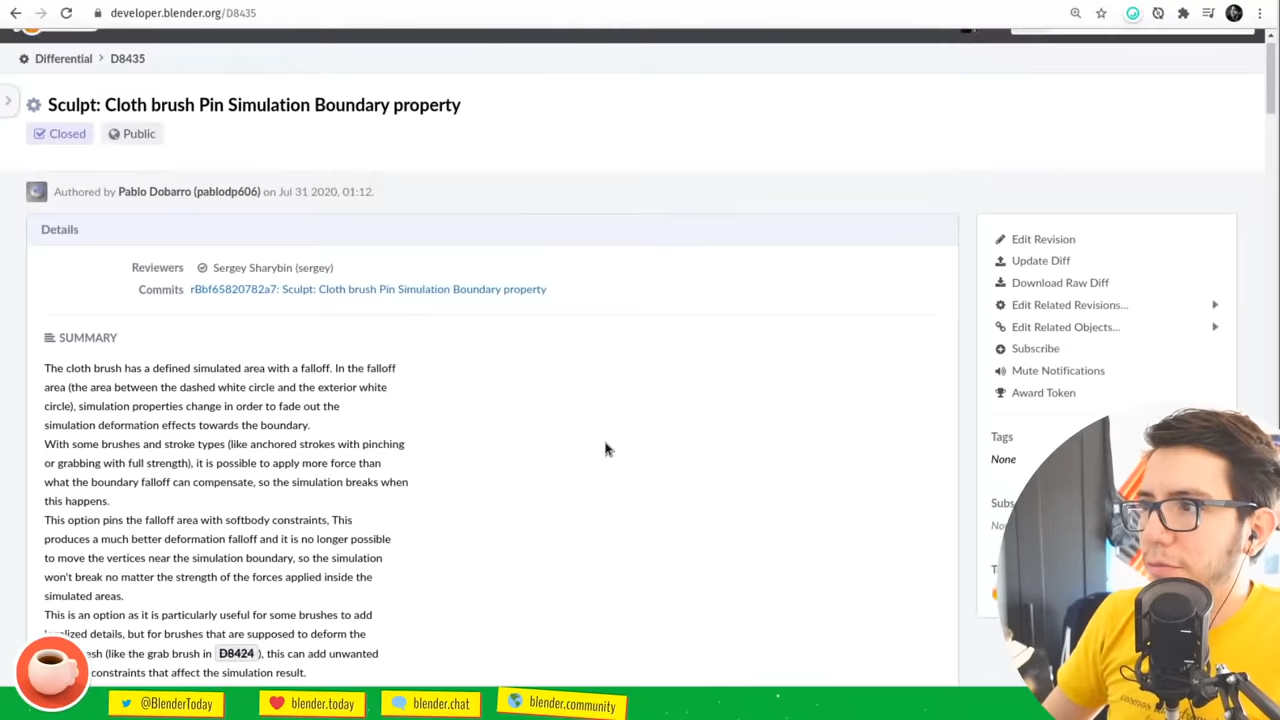 developer.blender.org/D8435
Differential > D8435
Sculpt: Cloth brush Pin Simulation Boundary property
Closed Public
Authored by Pablo Dobarro (pablodp606) on Jul 31 2020, 01:12.
Details
Reviewers Sergey Sharybin (sergey)
Commits rBbf65820782a7: Sculpt: Cloth brush Pin Simulation Boundary property
SUMMARY
The cloth brush has a defined simulated area with a falloff. In the falloff
area (the area between the dashed white circle and the exterior white
circle), simulation properties change in order to fade out the
simulation deformation effects towards the boundary.
With some brushes and stroke types (like anchored strokes with pinching
or grabbing with full strength), it is possible to apply more force than
what the boundary falloff can compensate, so the simulation breaks when
this happens.
This option pins the falloff area with softbody constraints, This
produces a much better deformation falloff and it is no longer possible
to move the vertices near the simulation boundary, so the simulation
won't break no matter the strength of the forces applied inside the
simulated areas.
This is an option as it is particularly useful for some brushes to add
details, but for brushes that are supposed to deform the
(like the grab brush in D8424 ), this can add unwanted
constraints that affect the simulation result.
Edit Revision
Update Diff
Download Raw Diff
Edit Related Revisions...
Edit Related Objects...
Subscribe
Mute Notifications
Award Token
Tags
None
Subs
@BlenderToday
blender.today
blender.chat
blender.community